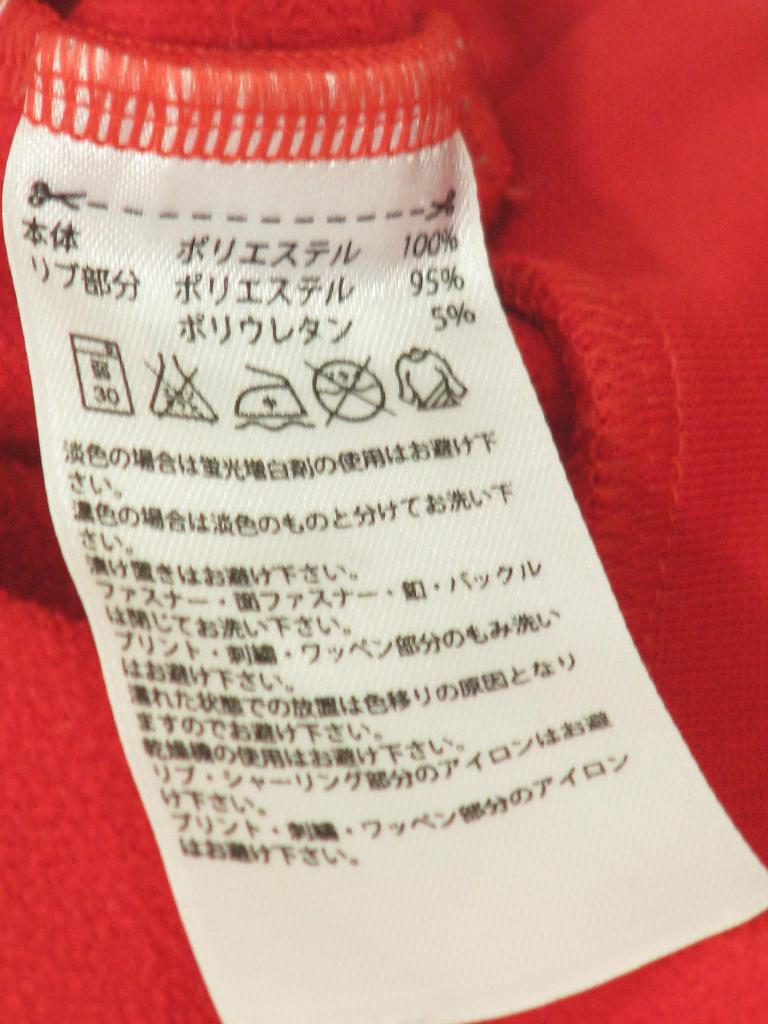 本体 ポリエステル 100%
リブ部分 ポリエステル 95%
ポリウレタン 5%
弱
30
淡色の場合は蛍光増白剤の使用はお避け下
さい。
濃色の場合は淡色のものと分けてお洗い下
さい。
漬け置きはお避け下さい。
ファスナー・面ファスナー・釦・バックル
は閉じてお洗い下さい。
プリント・刺繍・ワッペン部分のもみ洗い
はお避け下さい。
濡れた状態での放置は色移りの原因となり
ますのでお避け下さい。
乾燥機の使用はお避け下さい。
リブ・シャーリング部分のアイロンはお避
け下さい。
プリント・刺繍・ワッペン部分のアイロン
はお避け下さい。